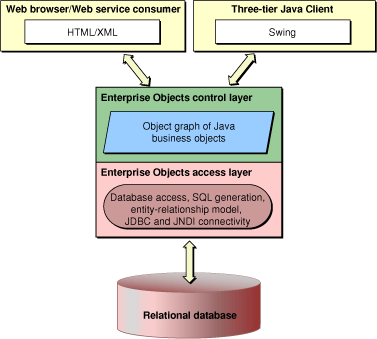 Web browser/Web service consumer
HTML/XML
Three-tier Java Client
Swing
Enterprise Objects control layer
Object graph of Java
business objects
Enterprise Objects access layer
Database access, SQL generation,
entity-relationship model,
JDBC and JNDI connectivity
Relational database